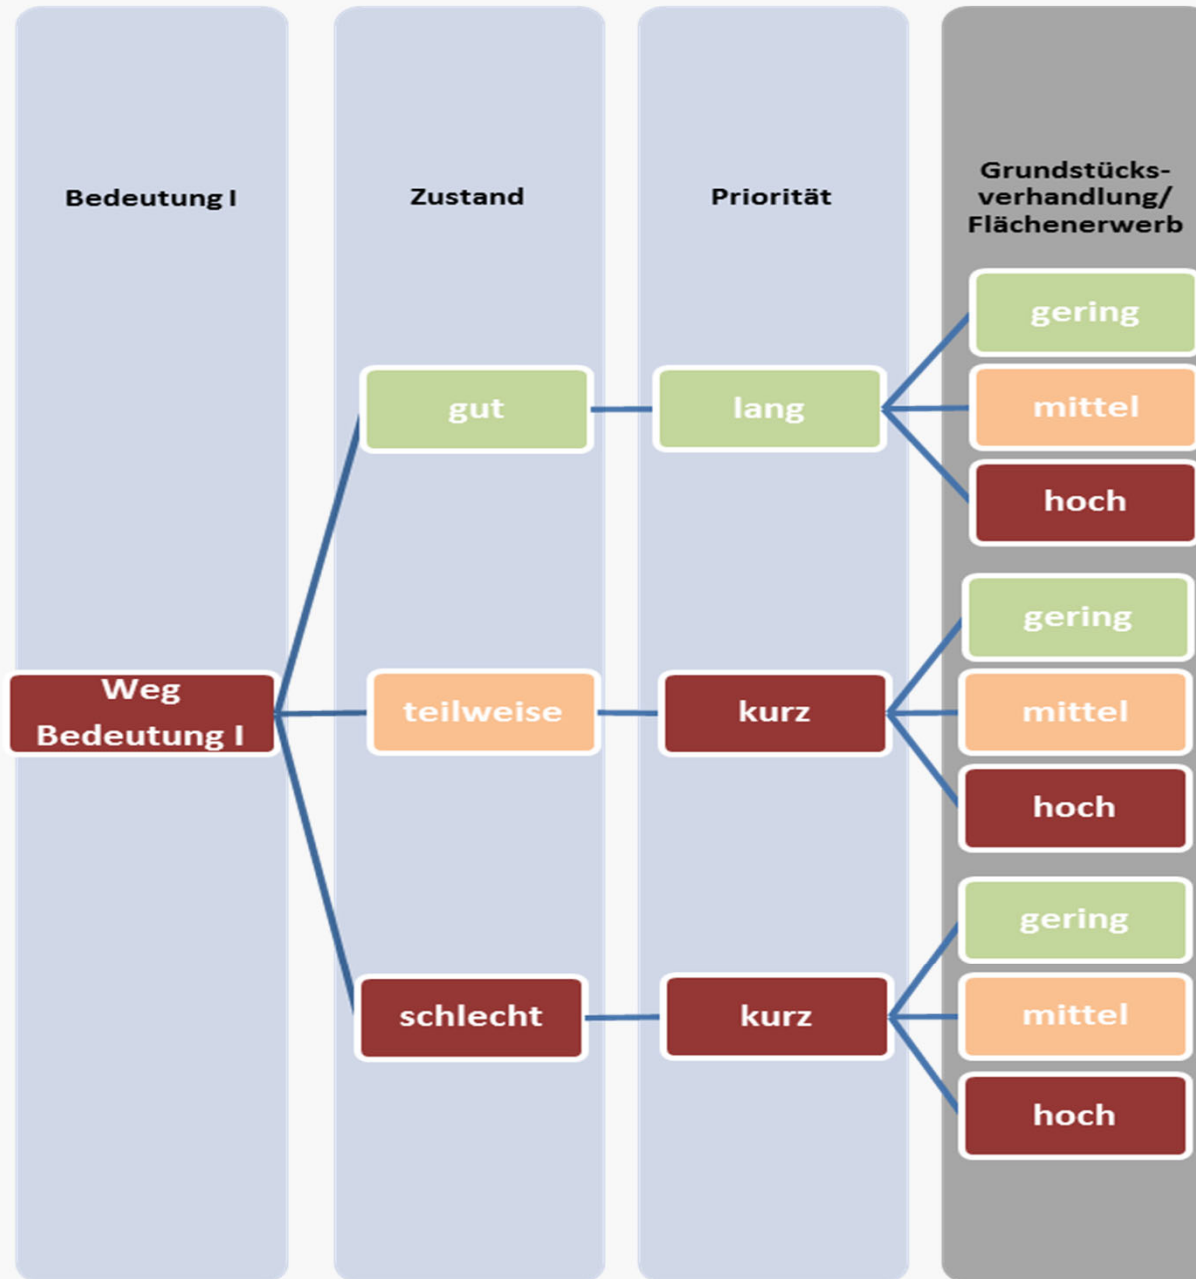 Bedeutung I
Zustand
Priorität
Grundstücks-
verhandlung/
Flächenerwerb
gering
gut
lang
mittel
hoch
gering
Weg
Bedeutung I
teilweise
kurz
mittel
hoch
gering
schlecht
kurz
mittel
hoch